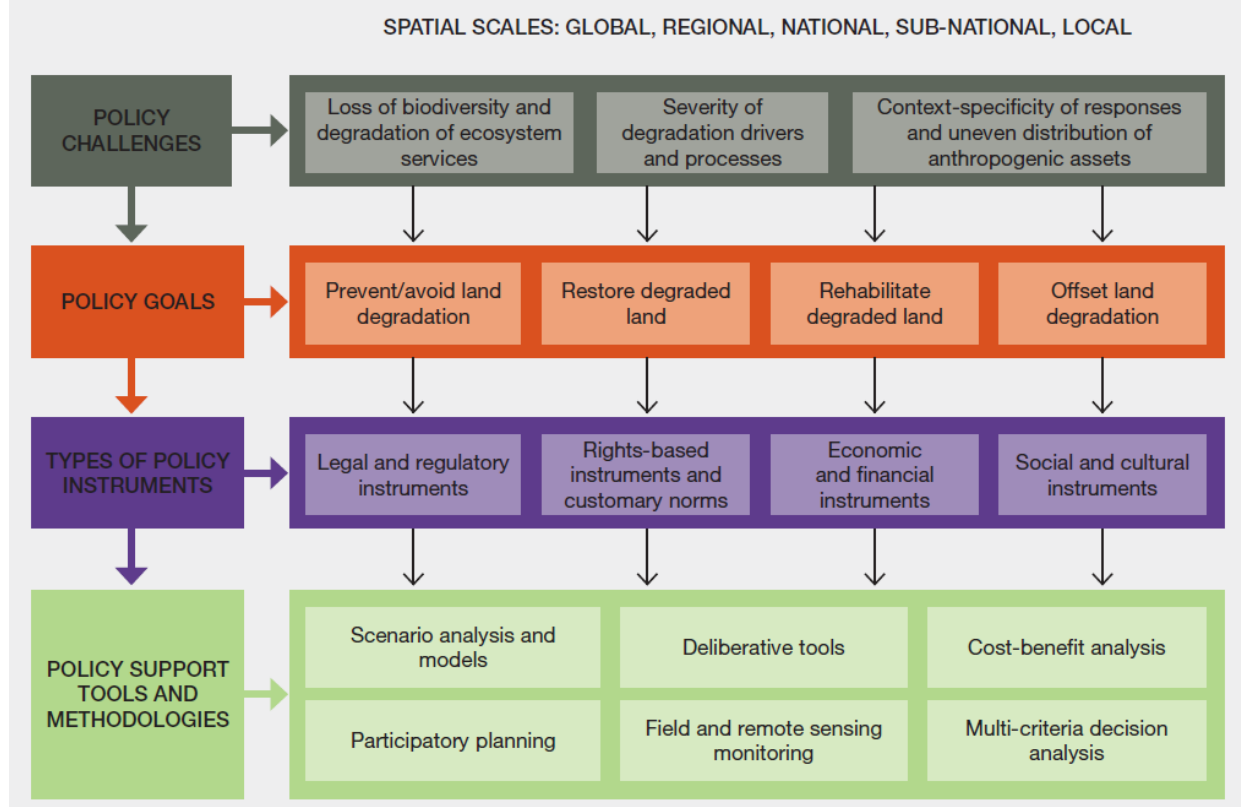 SPATIAL SCALES: GLOBAL, REGIONAL, NATIONAL, SUB-NATIONAL, LOCAL
POLICY
CHALLENGES
Loss of biodiversity and
degradation of ecosystem
services
Severity of
degradation drivers
and processes
Context-specificity of responses
and uneven distribution of
anthropogenic assets
POLICY GOALS
Prevent/avoid land
degradation
Restore degraded
land
Rehabilitate
degraded land
Offset land
degradation
TYPES OF POLICY
INSTRUMENTS
Legal and regulatory
instruments
Rights-based
instruments and
customary norms
Economic
and financial
instruments
Social and cultural
instruments
POLICY SUPPORT
TOOLS AND
METHODOLOGIES
Scenario analysis and
models
Deliberative tools
Cost-benefit analysis
Participatory planning
Field and remote sensing
monitoring
Multi-criteria decision
analysis